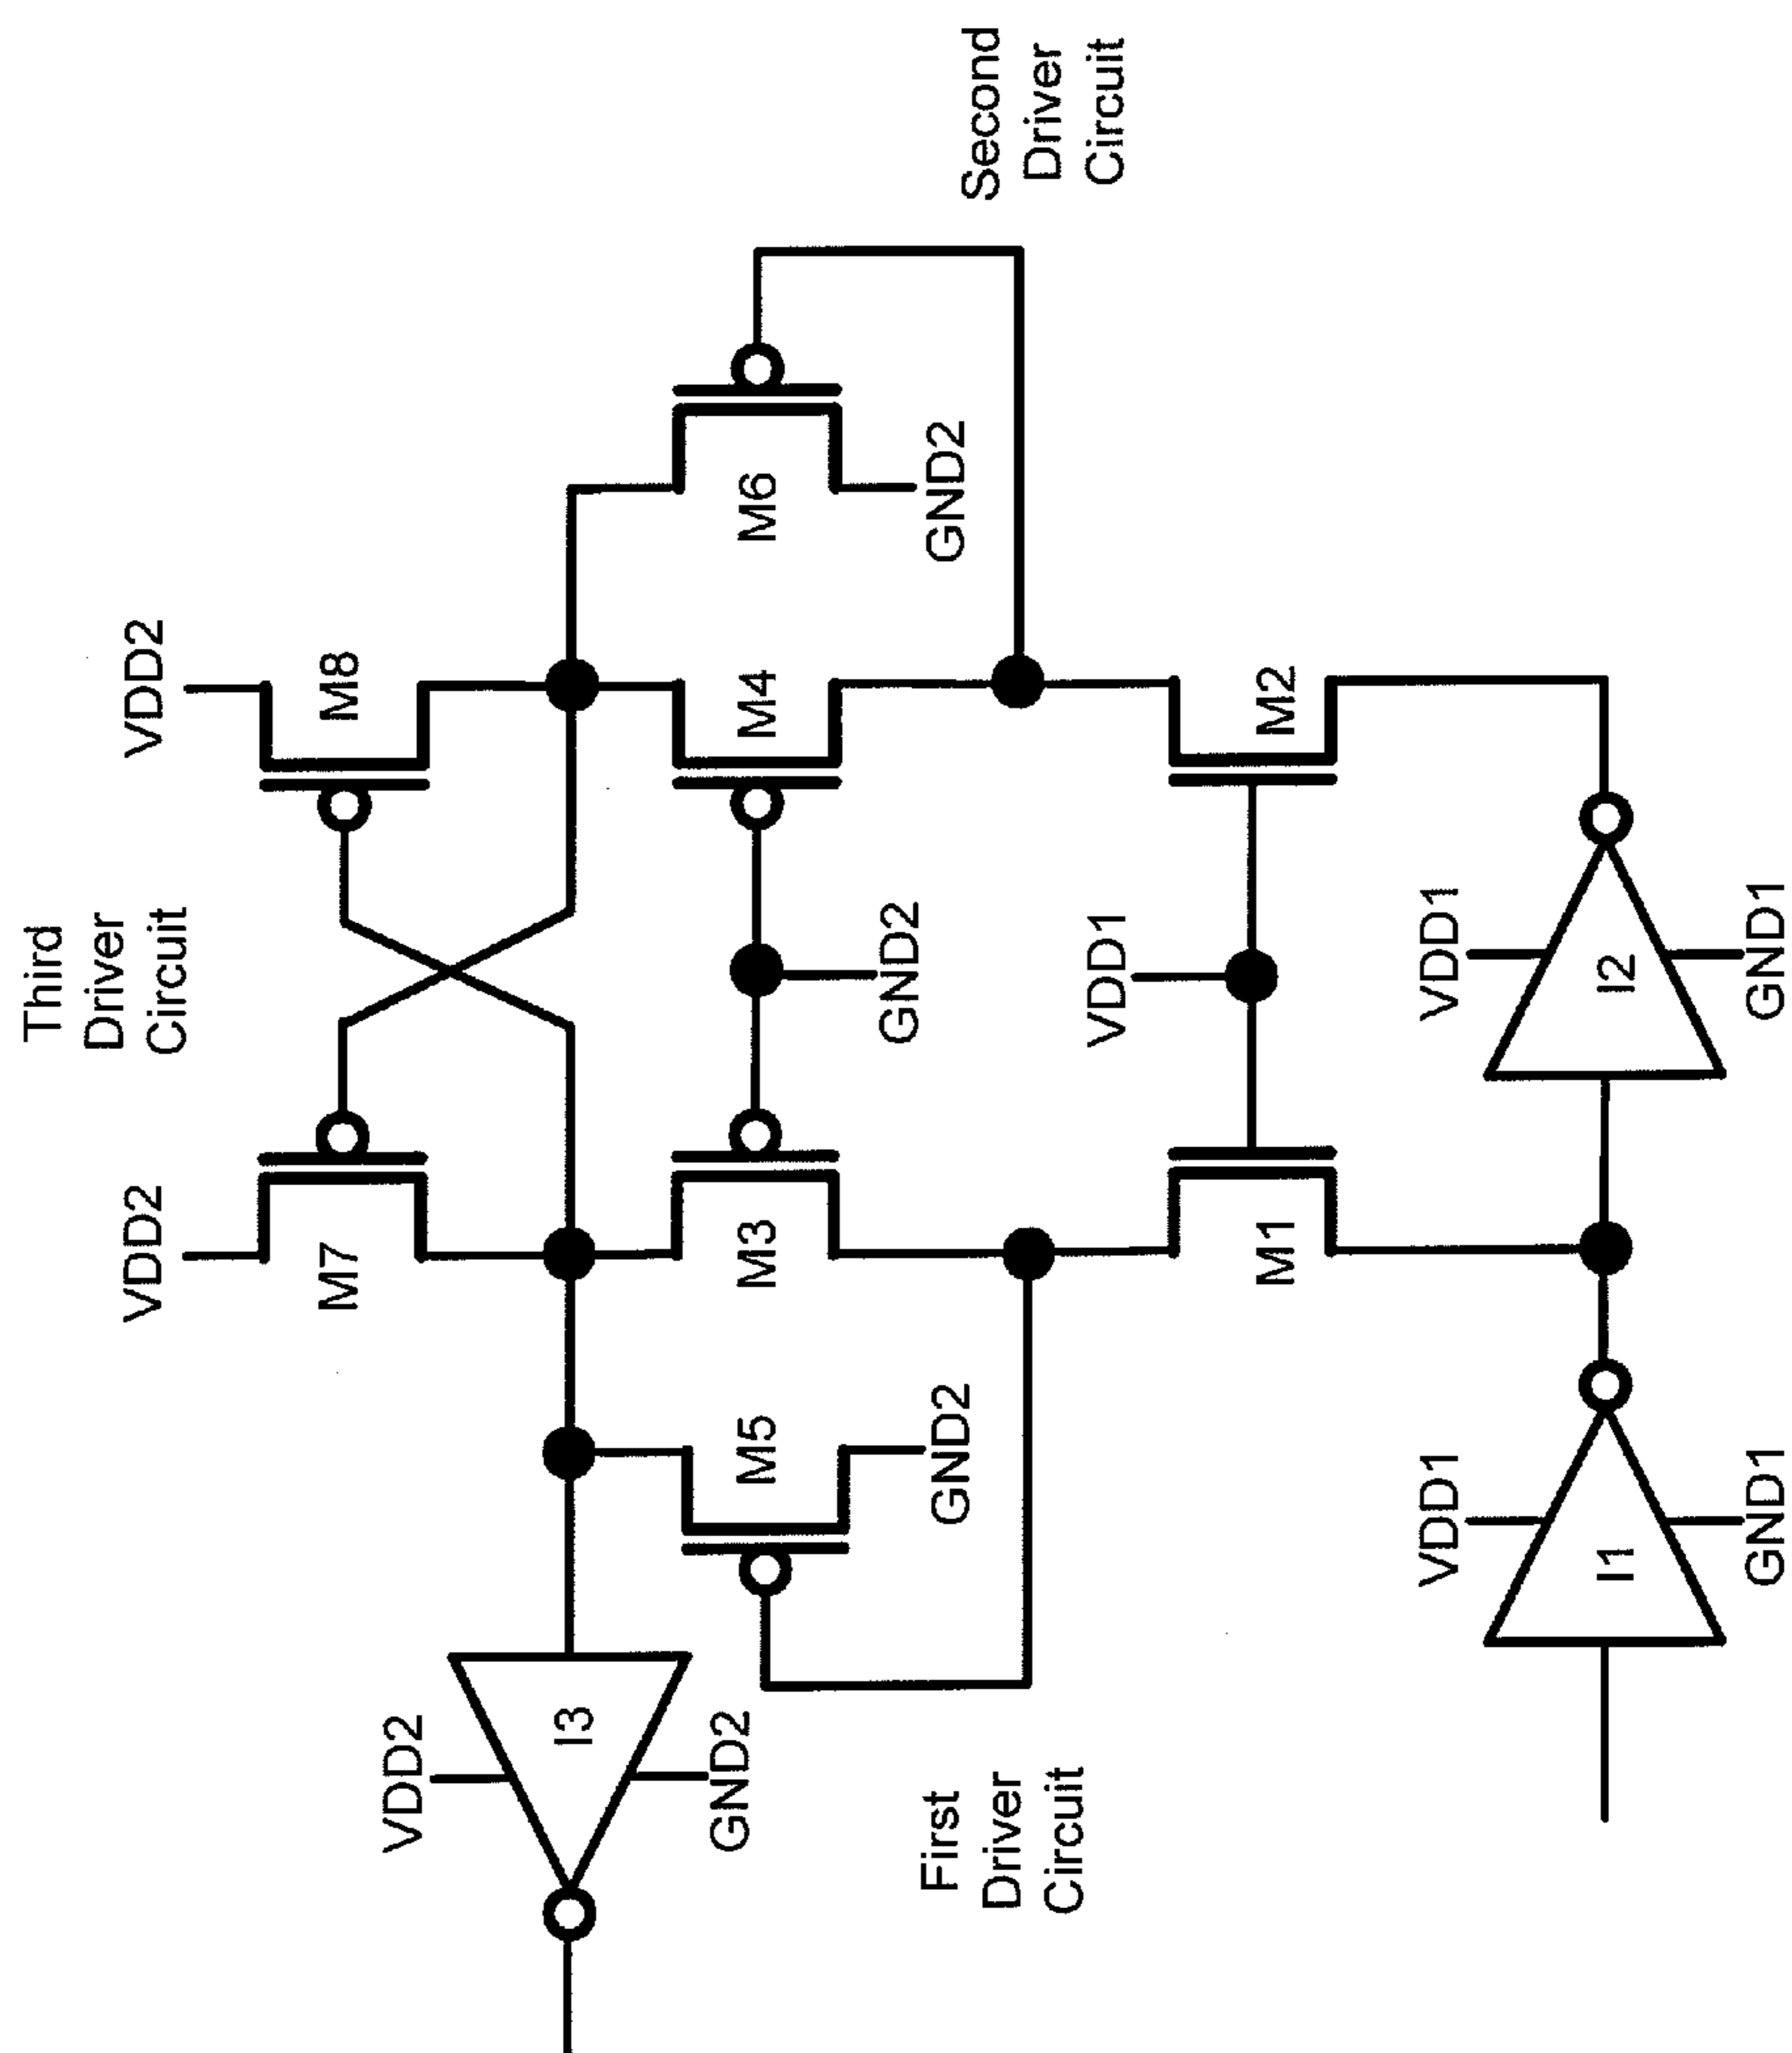 Third
Driver
Circuit
VDD2
VDD2
M7
M8
Second
Driver
Circuit
VDD2
I3
GND2
M5
GND2
M3
GND2
M4
M6
GND2
First
Driver
Circuit
VDD1
M1
M2
VDD1
I1
GND1
VDD1
I2
GND1